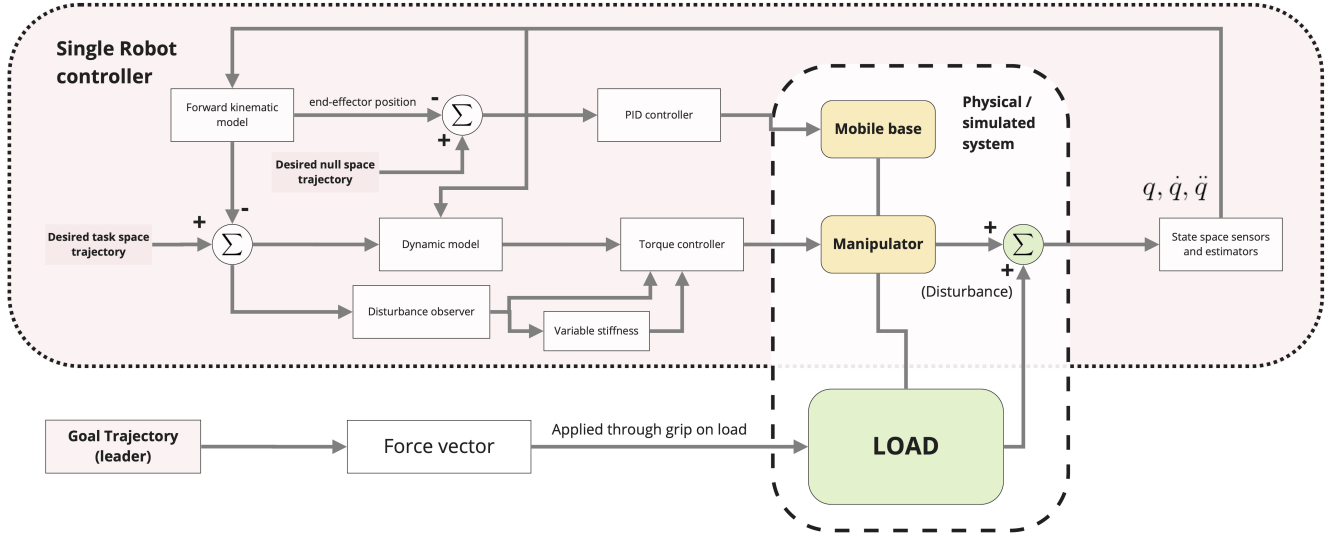 Single Robot
controller
Forward kinematic
model
end-effector position
-
Σ
+
PID controller
Desired null space
trajectory
Mobile base
Physical /
simulated
system
q, q̇, q̈
Desired task space
trajectory
+
-
Σ
Dynamic model
Torque controller
Manipulator
+
Σ
+
(Disturbance)
State space sensors
and estimators
Disturbance observer
Variable stiffness
Goal Trajectory
(leader)
Force vector
Applied through grip on load
LOAD